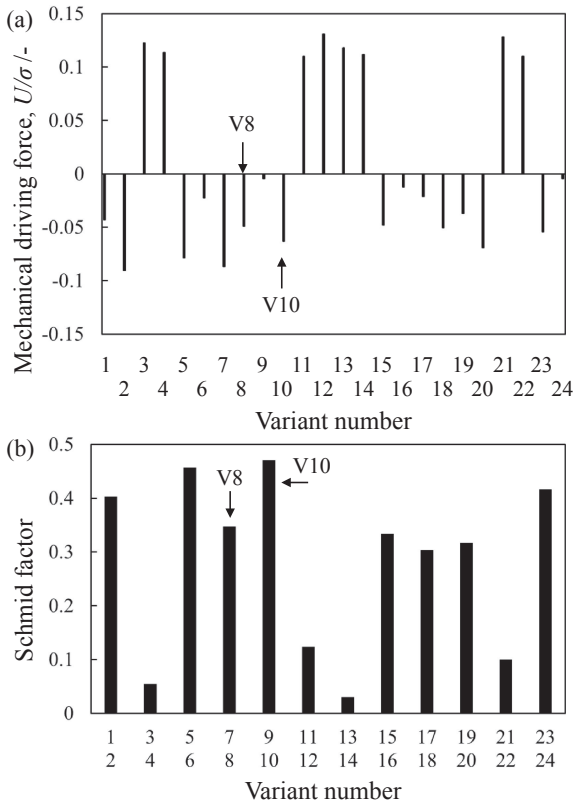 (a)
Mechanical driving force, U/σ /-
0.15
0.1
0.05
0
-0.05
-0.1
-0.15
V8
V10
1 3 5 7 9 11 13 15 17 19 21 23
2 4 6 8 10 12 14 16 18 20 22 24
Variant number
(b)
Schmid factor
0.5
0.4
0.3
0.2
0.1
0
V8
V10
1 3 5 7 9 11 13 15 17 19 21 23
2 4 6 8 10 12 14 16 18 20 22 24
Variant number